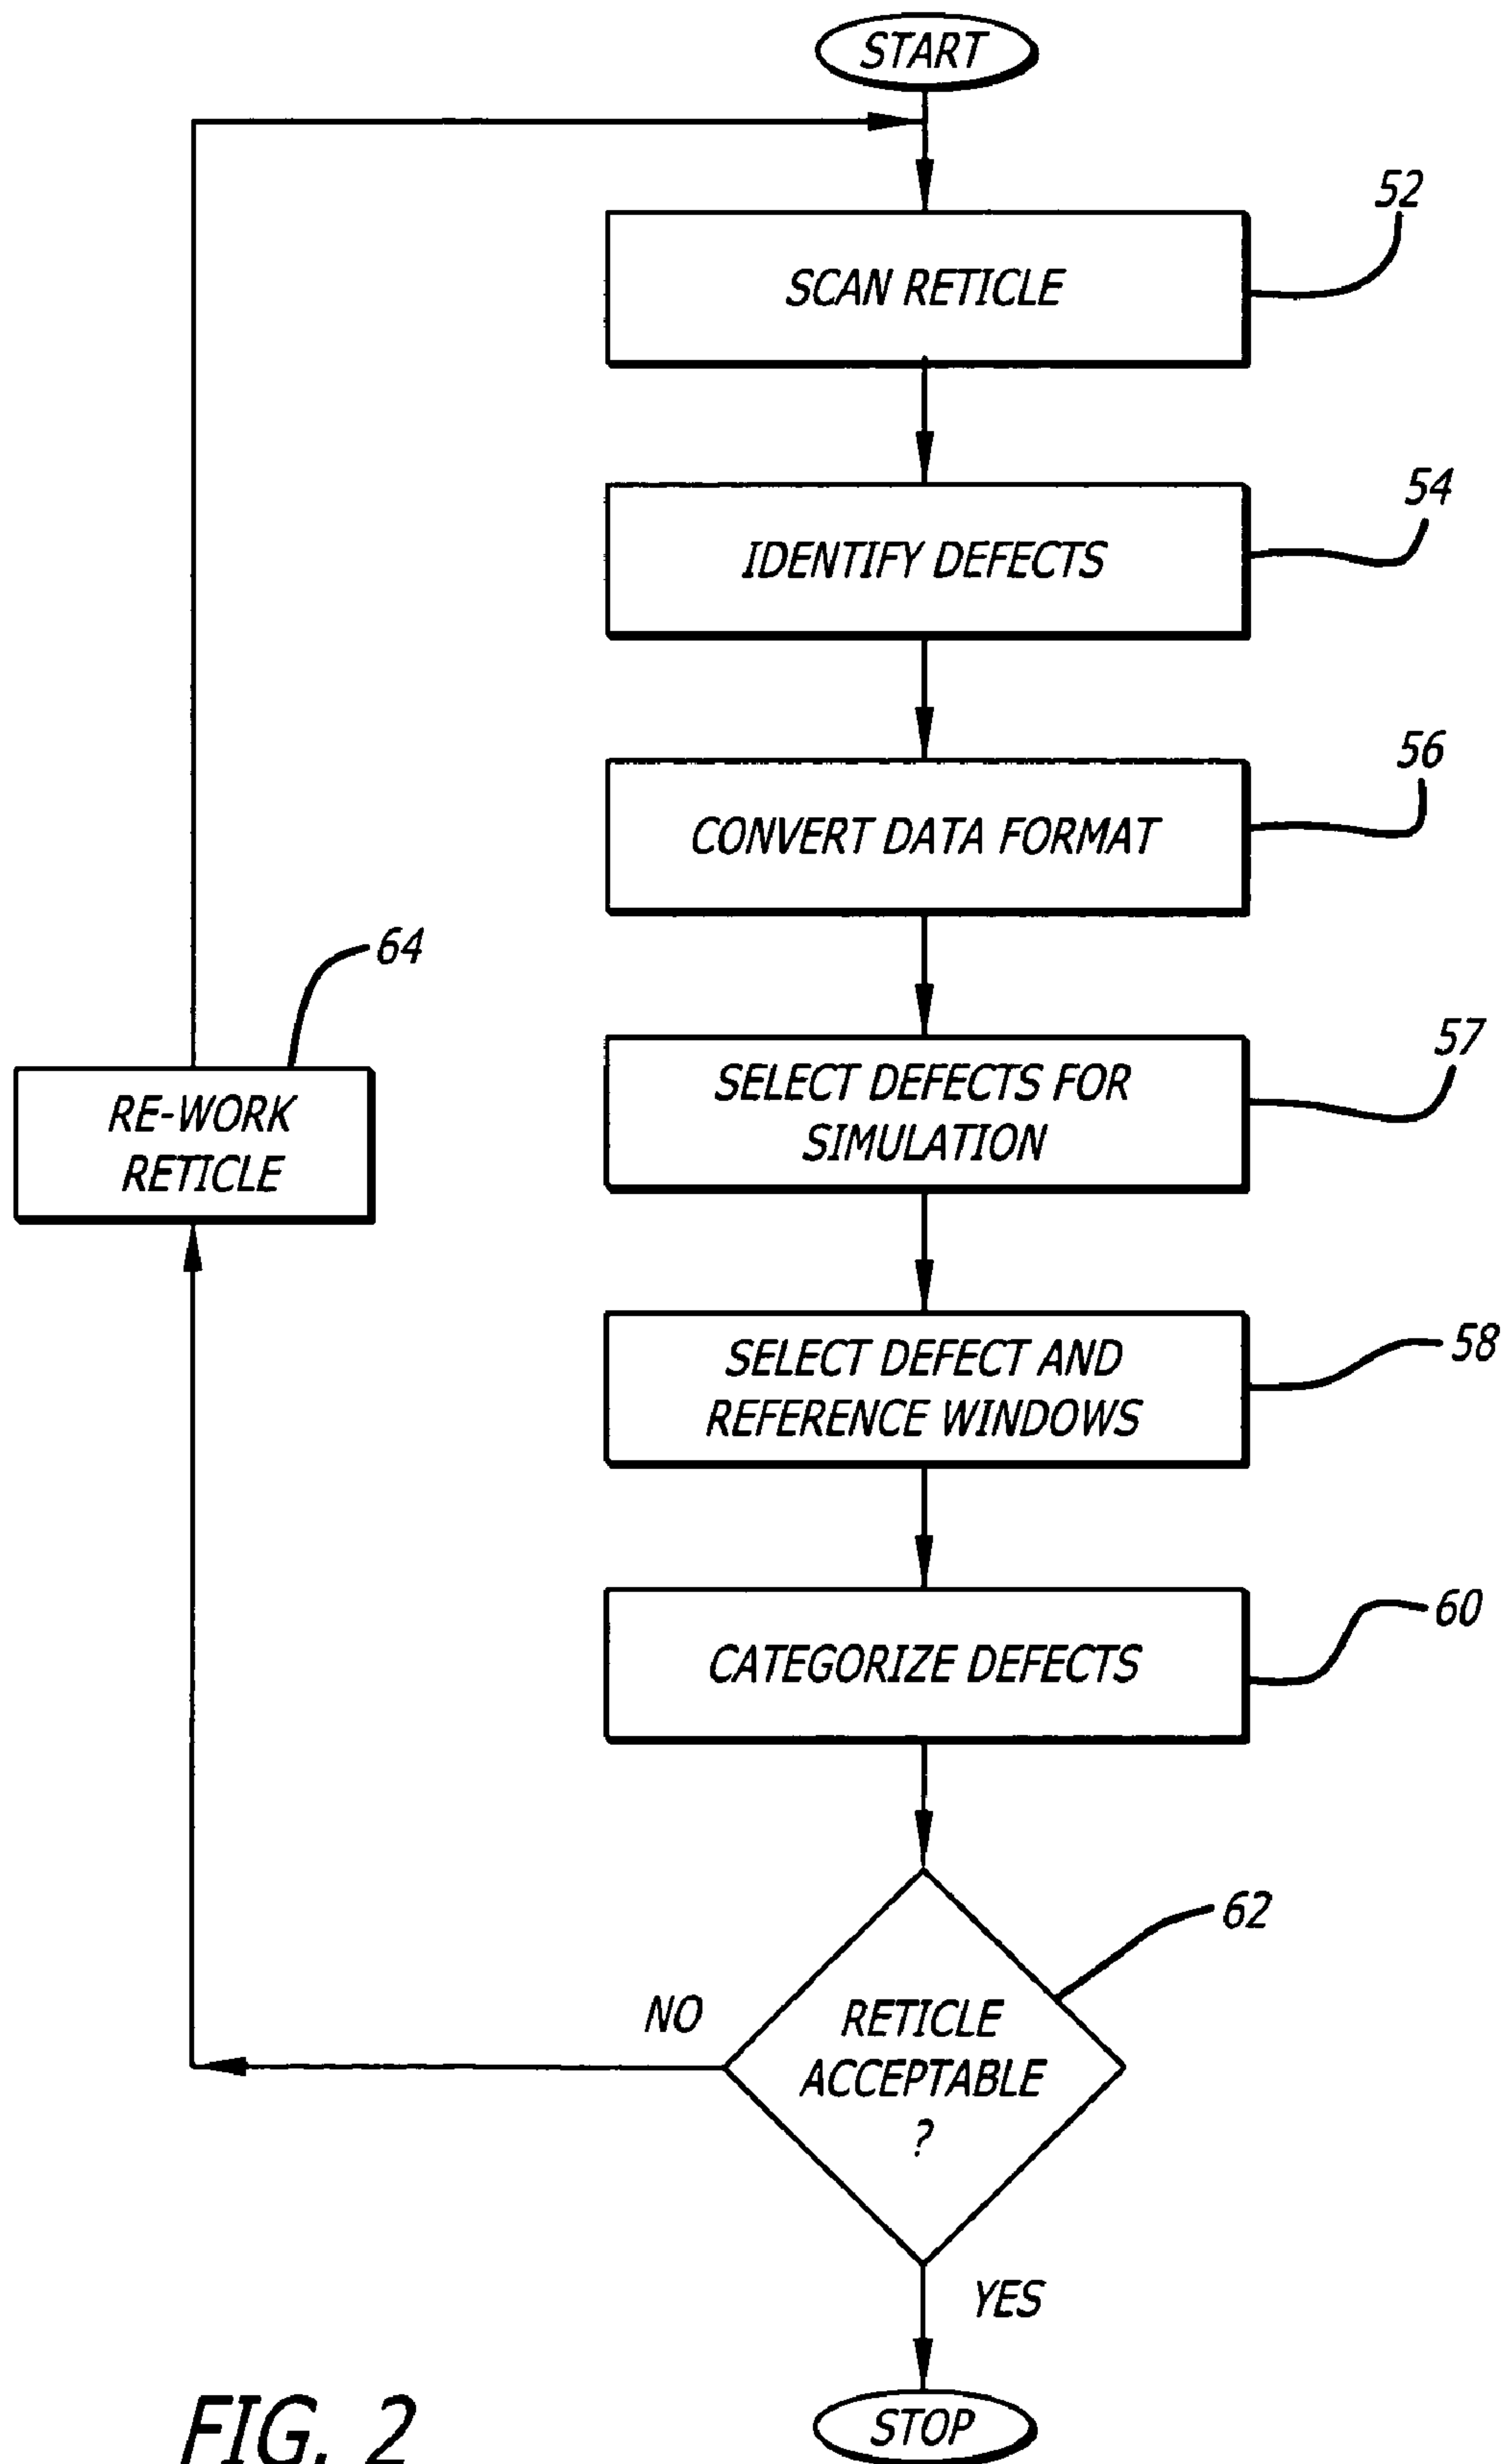 START
52
SCAN RETICLE
54
IDENTIFY DEFECTS
56
CONVERT DATA FORMAT
64
57
SELECT DEFECTS FOR
SIMULATION
RE-WORK
RETICLE
58
SELECT DEFECT AND
REFERENCE WINDOWS
60
CATEGORIZE DEFECTS
62
NO
RETICLE
ACCEPTABLE
?
YES
STOP
FIG. 2